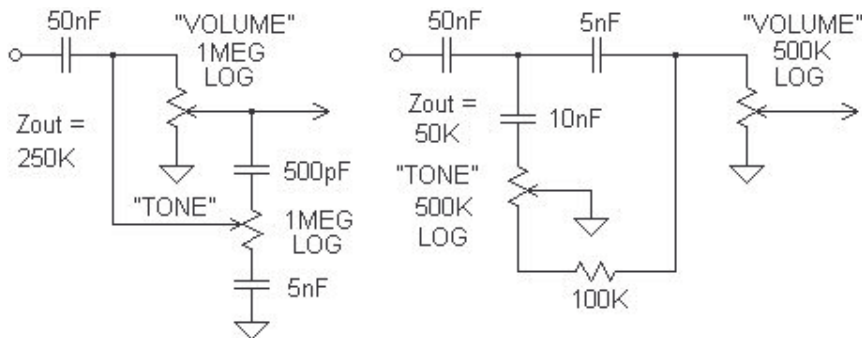 50nF
"VOLUME"
1MEG
LOG
Zout =
250K
500pF
"TONE"
1MEG
LOG
5nF
50nF
5nF
"VOLUME"
500K
LOG
Zout =
50K
10nF
"TONE"
500K
LOG
100K